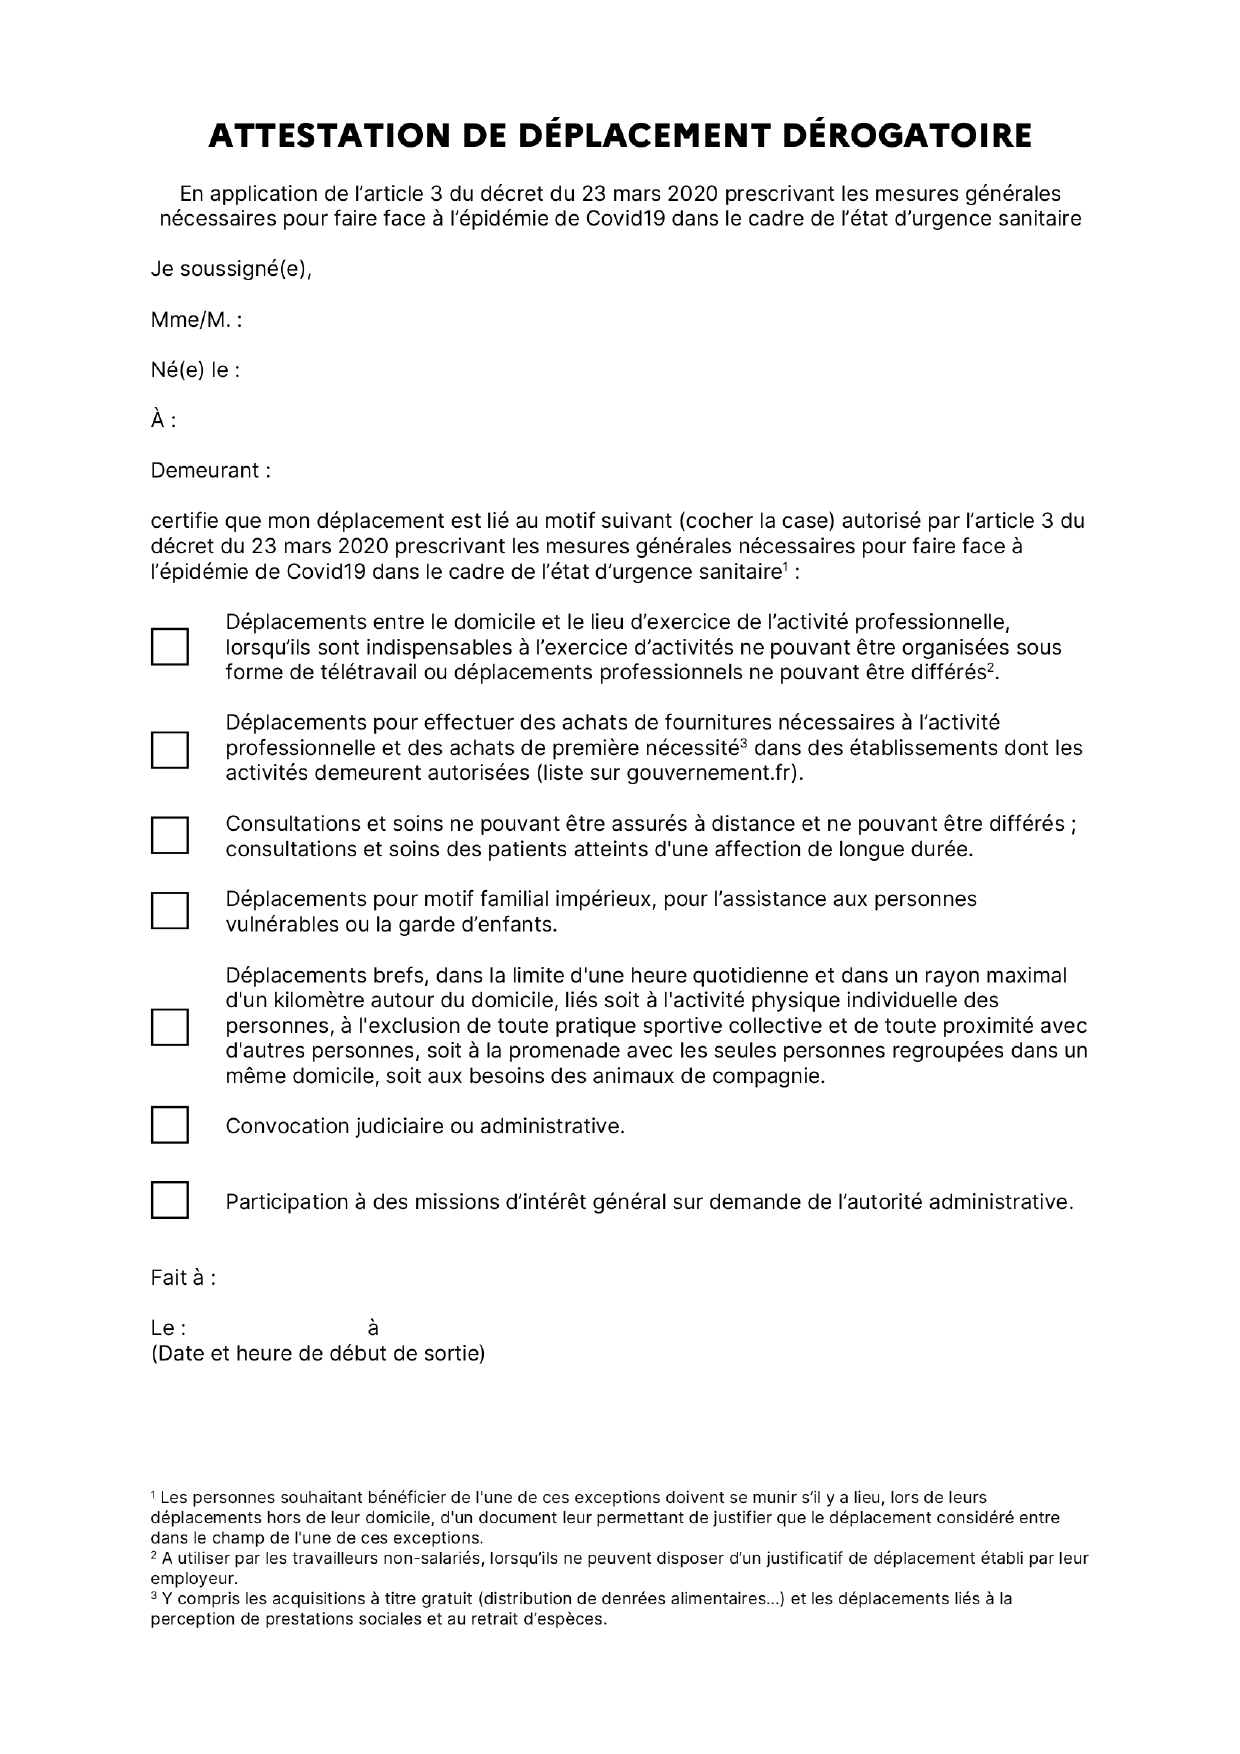 ATTESTATION DE DÉPLACEMENT DÉROGATOIRE
En application de l’article 3 du décret du 23 mars 2020 prescrivant les mesures générales
nécessaires pour faire face à l’épidémie de Covid19 dans le cadre de l’état d’urgence sanitaire
Je soussigné(e),
Mme/M. :
Né(e) le :
À :
Demeurant :
certifie que mon déplacement est lié au motif suivant (cocher la case) autorisé par l’article 3 du
décret du 23 mars 2020 prescrivant les mesures générales nécessaires pour faire face à
l’épidémie de Covid19 dans le cadre de l’état d’urgence sanitaire¹ :
Déplacements entre le domicile et le lieu d’exercice de l’activité professionnelle,
lorsqu’ils sont indispensables à l’exercice d’activités ne pouvant être organisées sous
forme de télétravail ou déplacements professionnels ne pouvant être différés².
Déplacements pour effectuer des achats de fournitures nécessaires à l’activité
professionnelle et des achats de première nécessité³ dans des établissements dont les
activités demeurent autorisées (liste sur gouvernement.fr).
Consultations et soins ne pouvant être assurés à distance et ne pouvant être différés ;
consultations et soins des patients atteints d'une affection de longue durée.
Déplacements pour motif familial impérieux, pour l’assistance aux personnes
vulnérables ou la garde d’enfants.
Déplacements brefs, dans la limite d'une heure quotidienne et dans un rayon maximal
d'un kilomètre autour du domicile, liés soit à l'activité physique individuelle des
personnes, à l'exclusion de toute pratique sportive collective et de toute proximité avec
d'autres personnes, soit à la promenade avec les seules personnes regroupées dans un
même domicile, soit aux besoins des animaux de compagnie.
Convocation judiciaire ou administrative.
Participation à des missions d’intérêt général sur demande de l’autorité administrative.
Fait à :
Le : à
(Date et heure de début de sortie)
¹ Les personnes souhaitant bénéficier de l'une de ces exceptions doivent se munir s’il y a lieu, lors de leurs
déplacements hors de leur domicile, d'un document leur permettant de justifier que le déplacement considéré entre
dans le champ de l'une de ces exceptions.
² A utiliser par les travailleurs non-salariés, lorsqu’ils ne peuvent disposer d’un justificatif de déplacement établi par leur
employeur.
³ Y compris les acquisitions à titre gratuit (distribution de denrées alimentaires…) et les déplacements liés à la
perception de prestations sociales et au retrait d’espèces.